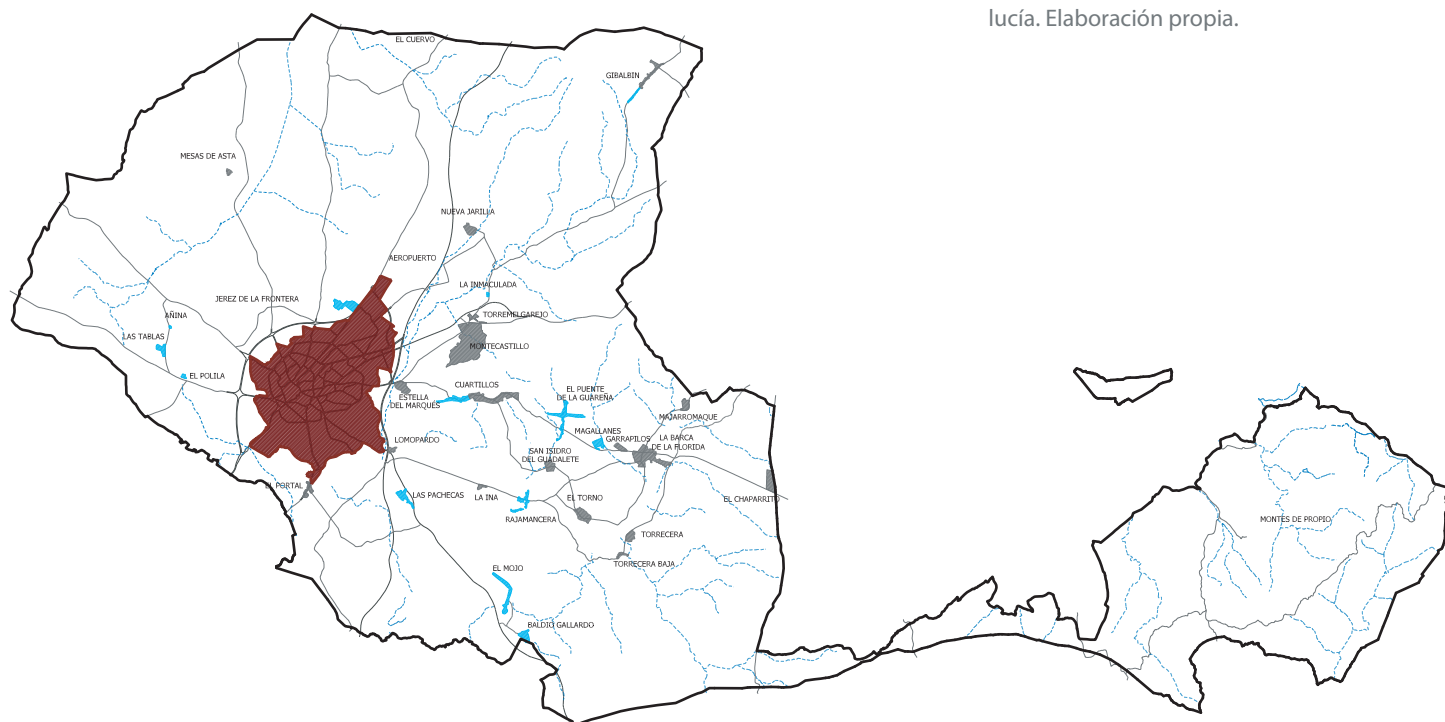 lucía. Elaboración propia.
EL CUERVO
GIBALBIN
MESAS DE ASTA
NUEVA JARILLA
AEROPUERTO
LA INMACULADA
JEREZ DE LA FRONTERA
AÑINA
TORREMELGAREJO
LAS TABLAS
MONTECASTILLO
EL POLILA
CUARTILLOS
EL PUENTE
DE LA GUAREÑA
ESTELLA
DEL MARQUES
MAJARROMAQUE
MAGALLANES
GARRAPILOS
LA BARCA
DE LA FLORIDA
LOMOPARDO
SAN ISIDRO
DEL GUADALETE
EL PORTAL
LAS PACHECAS
LA INA
EL TORNO
EL CHAPARRITO
RAJAMANCERA
MONTES DE PROPIO
TORRECERA
TORRECERA BAJA
EL MOJO
BALDIO GALLARDO